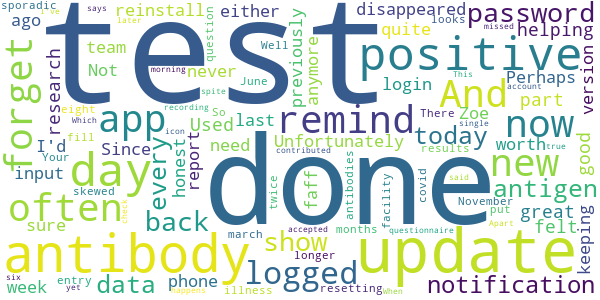 sporadic I've says
ago reinstall either disappeared password
looks later Well quite helping
team question never June Perhaps version
forget research Not morning previously anymore positive login missed
This part
There Zoe
app Used last So spite remind And today now
I'd Since need Unfortunately worth true
Which icon recording single account
Your every honest report faff antibodies results new good
input fill eight day contributed covid antigen
skewed twice facility said November
often back show months put great felt keeping
sure antibody test done update
march accepted questionnaire Apart
six week entry data phone illness logged longer When notification
yet check happens resetting